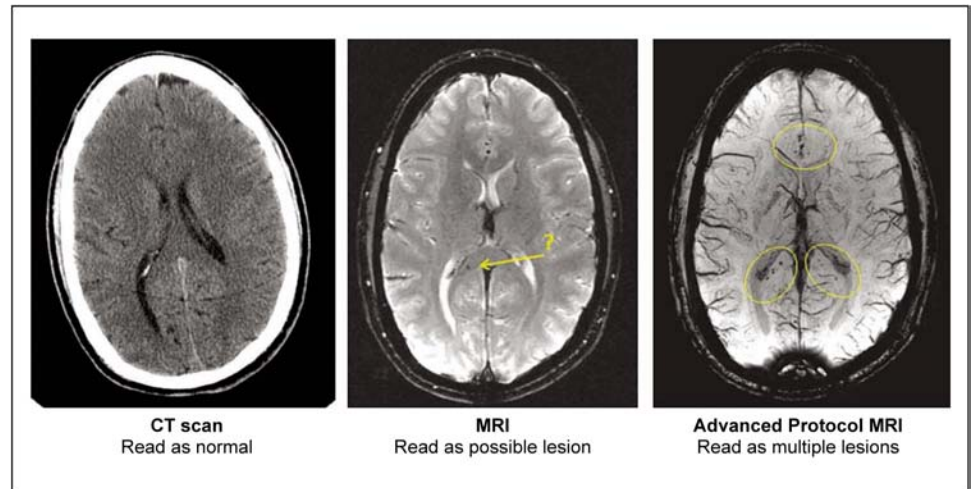 ?
CT scan
Read as normal
MRI
Read as possible lesion
Advanced Protocol MRI
Read as multiple lesions